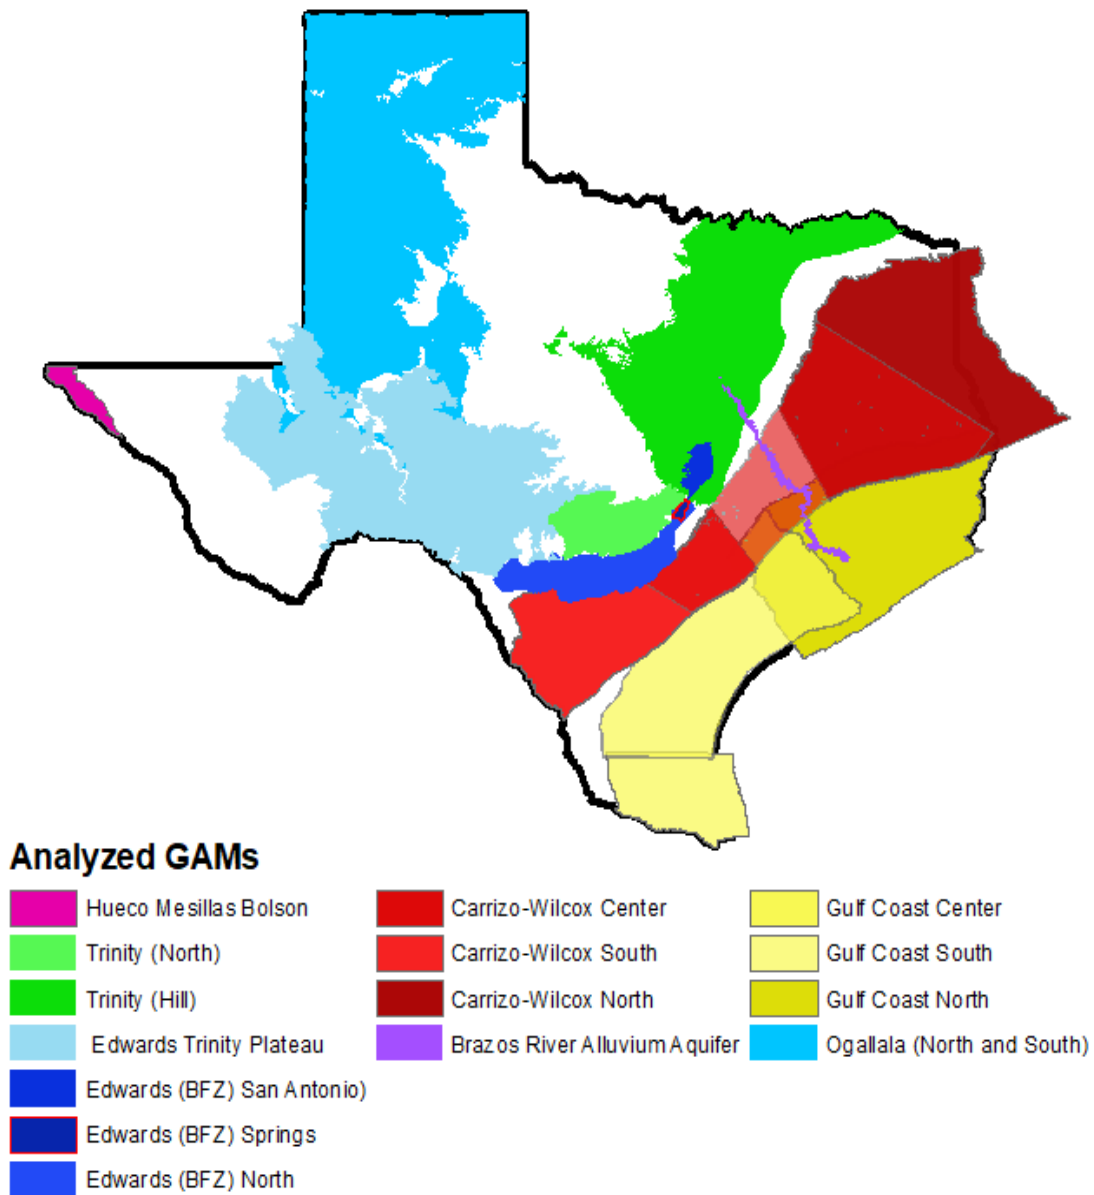 Analyzed GAMs
Hueco Mesillas Bolson
Trinity (North)
Trinity (Hill)
Edwards Trinity Plateau
Edwards (BFZ) San Antonio)
Edwards (BFZ) Springs
Edwards (BFZ) North
Carrizo-Wilcox Center
Carrizo-Wilcox South
Carrizo-Wilcox North
Brazos River Alluvium Aquifer
Gulf Coast Center
Gulf Coast South
Gulf Coast North
Ogallala (North and South)